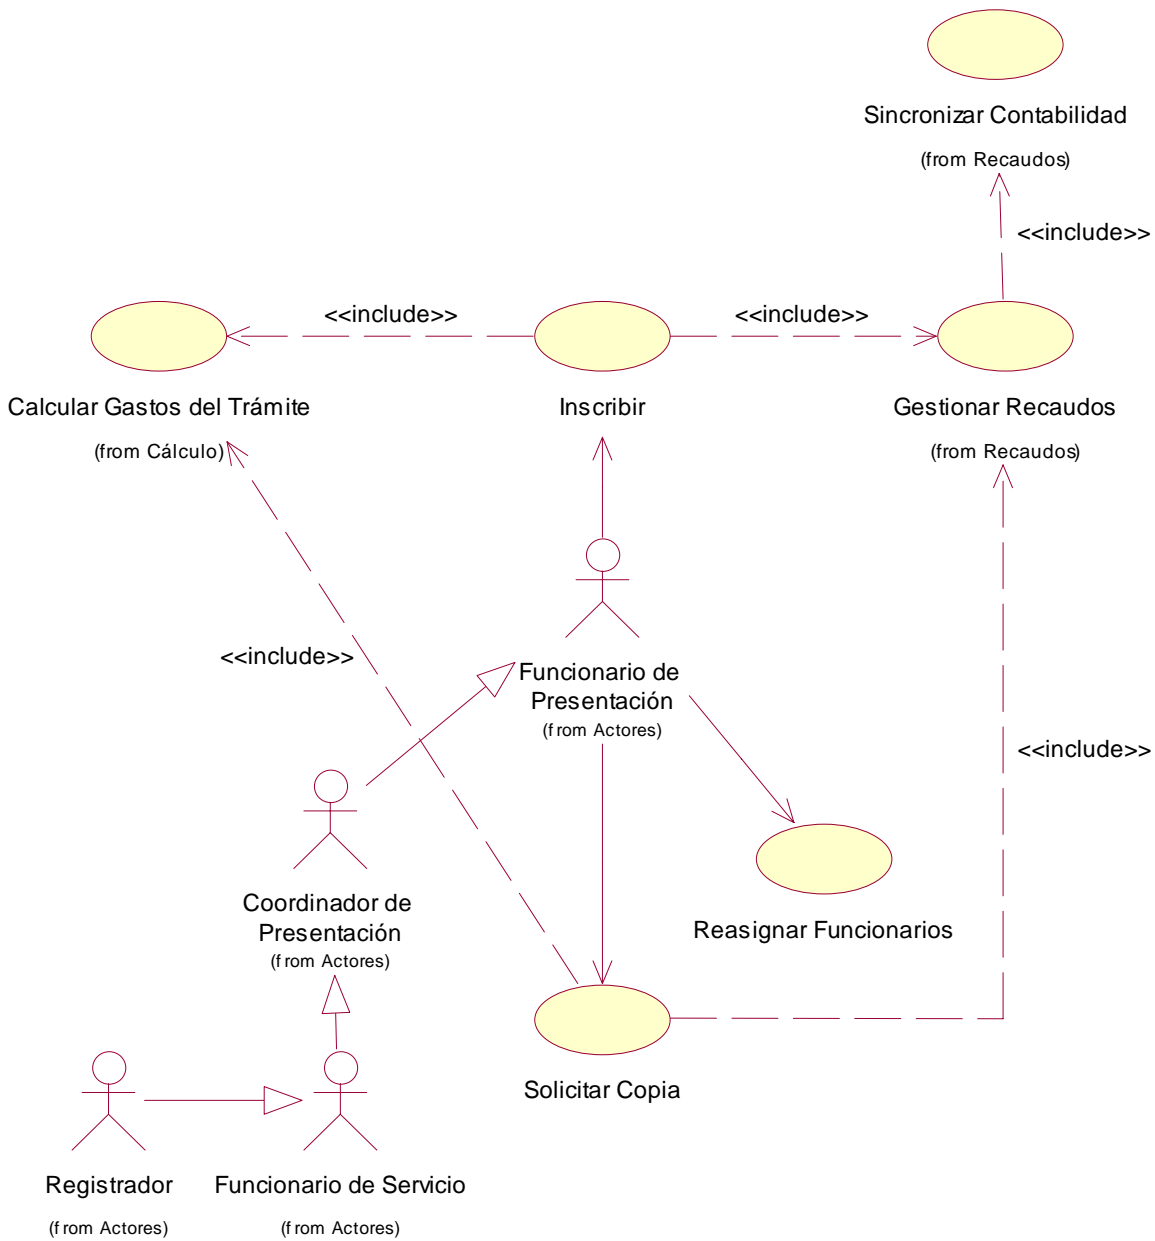 Sincronizar Contabilidad
(from Recaudos)
<<include>>
<<include>>
<<include>>
Calcular Gastos del Trámite
(from Cálculo)
Inscribir
Gestionar Recaudos
(from Recaudos)
<<include>>
Funcionario de
Presentación
(from Actores)
<<include>>
Coordinador de
Presentación
(from Actores)
Reasignar Funcionarios
Solicitar Copia
Registrador
(from Actores)
Funcionario de Servicio
(from Actores)